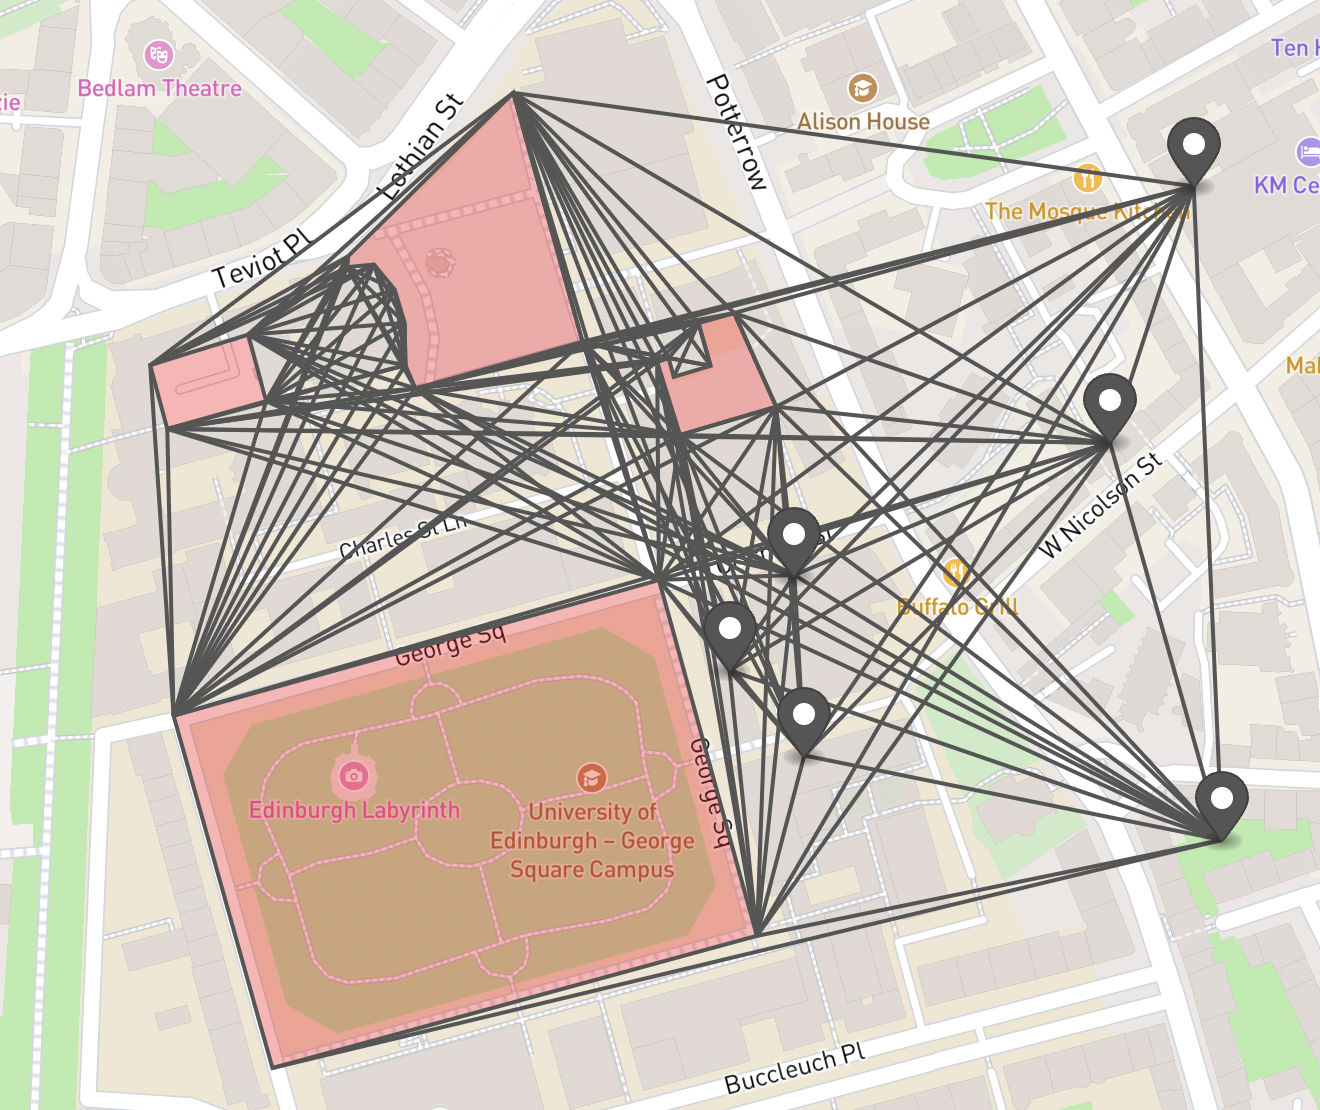 Bedlam Theatre
zie
Lothian St
Teviot Pl
Potterrow
Alison House
Ten H
KM Ce
The Mosque Kitchen
Mal
W Nicolson St
Charles St Ln
Buffalo Grill
George Sq
George Sq
Edinburgh Labyrinth
University of
Edinburgh – George
Square Campus
Buccleuch Pl